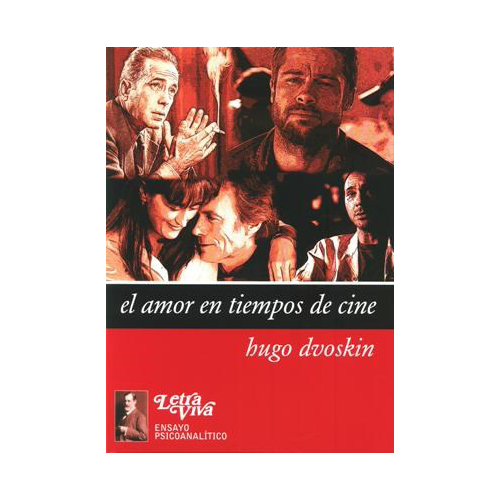 el amor en tiempos de cine
hugo dvoskin
Letra
Viva
ENSAYO
PSICOANALÍTICO